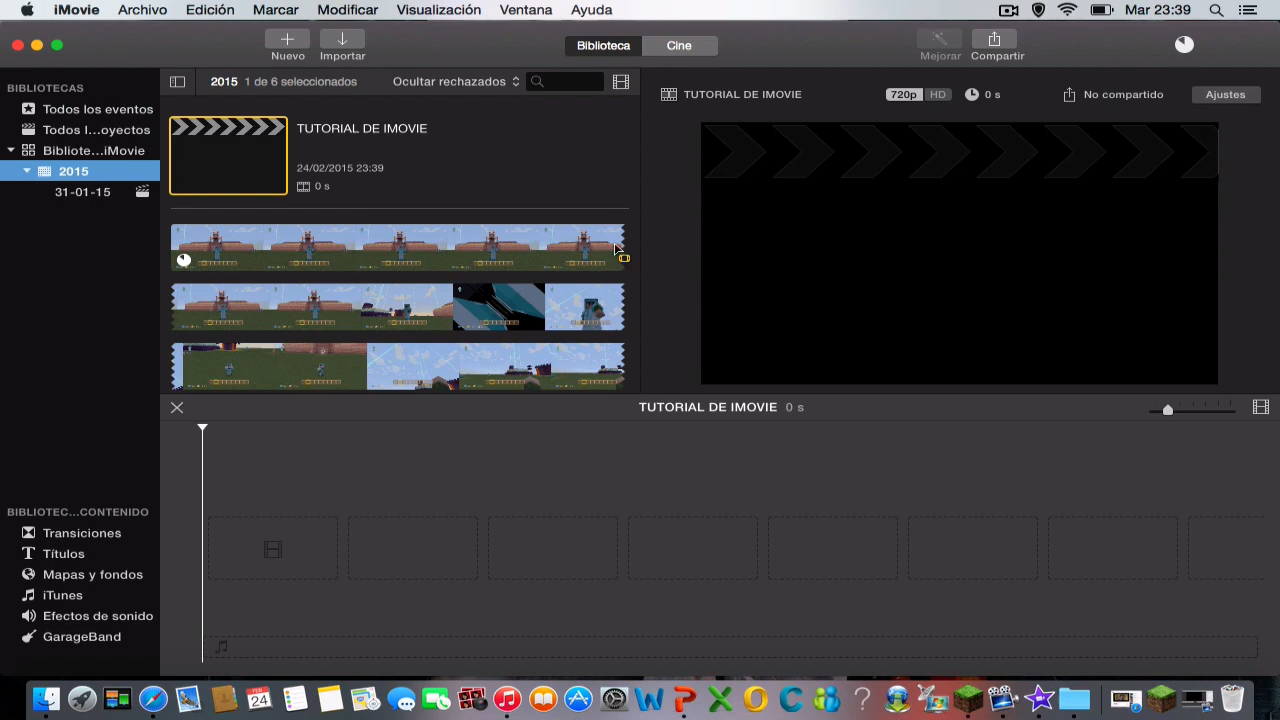 iMovie Archivo Edición Marcar Modificar Visualización Ventana Ayuda Mar 23:39
Nuevo Importar Biblioteca Cine Mejorar Compartir
BIBLIOTECAS
Todos los eventos
Todos l...oyectos
Bibliote...iMovie
2015
31-01-15
2015 1 de 6 seleccionados Ocultar rechazados
TUTORIAL DE IMOVIE
24/02/2015 23:39
0 s
TUTORIAL DE IMOVIE 720p HD 0 s No compartido Ajustes
TUTORIAL DE IMOVIE 0 s
BIBLIOTEC...CONTENIDO
Transiciones
Títulos
Mapas y fondos
iTunes
Efectos de sonido
GarageBand
FEB
24